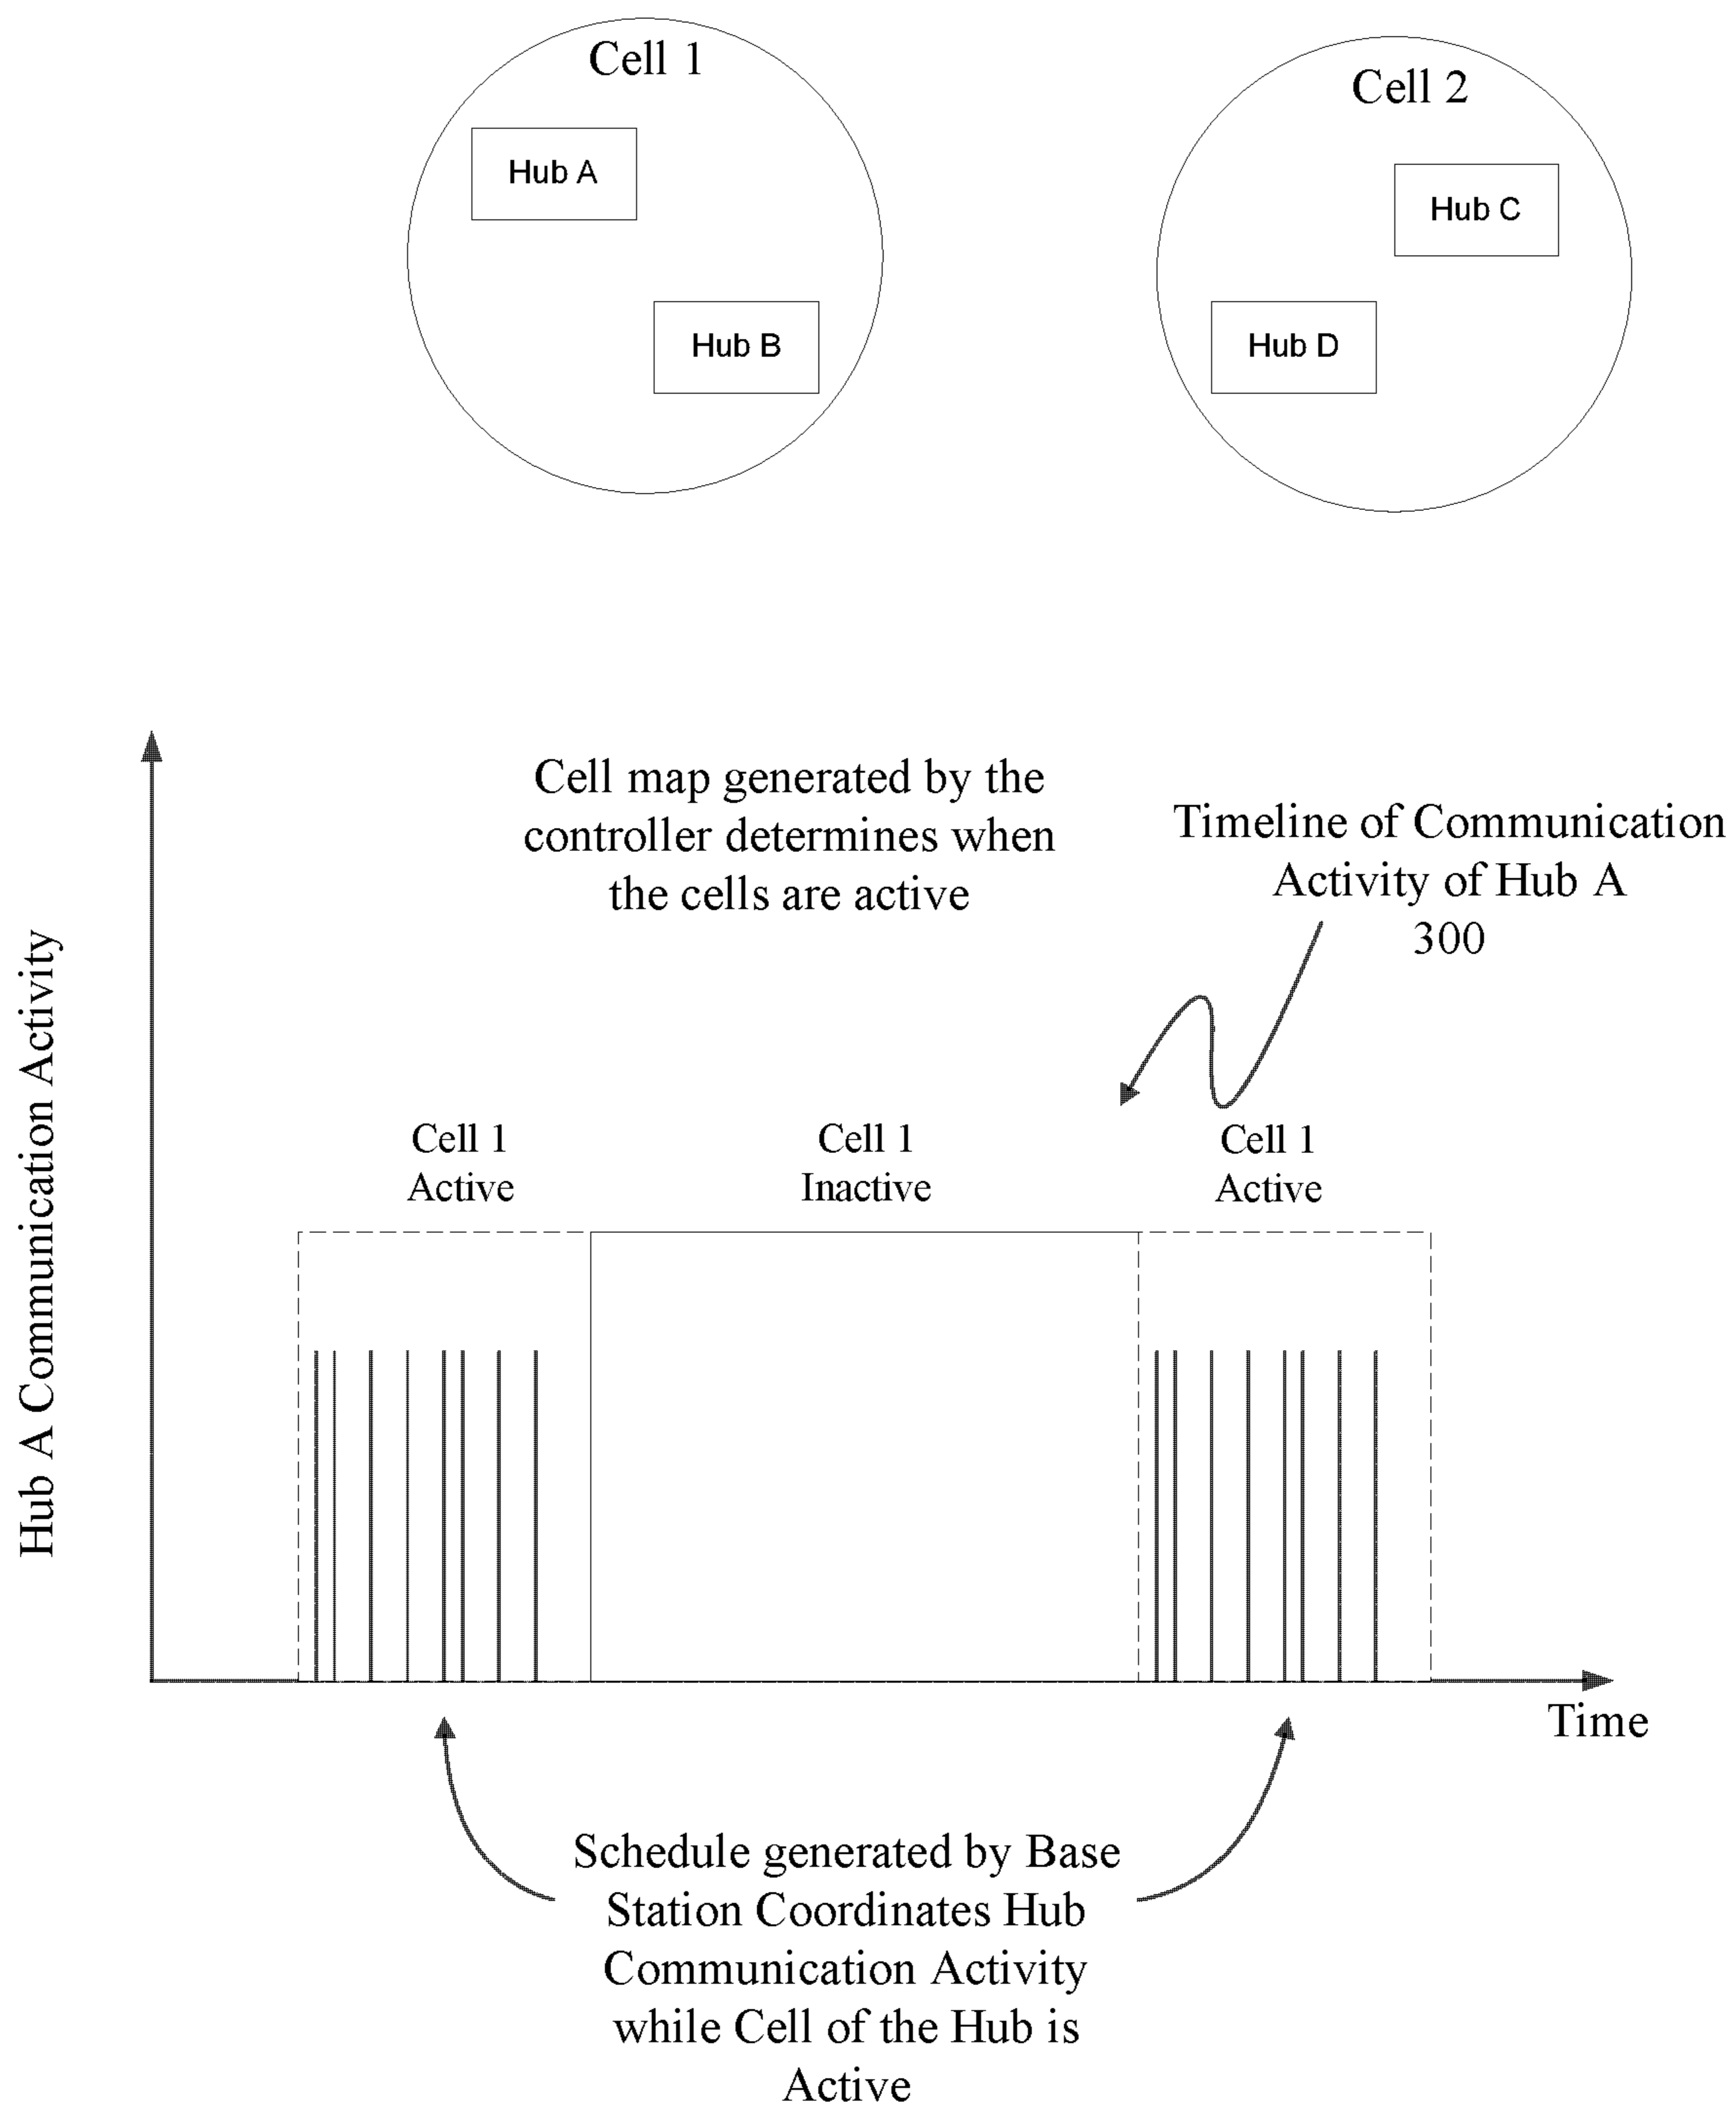 Cell 1
Cell 2
Hub A
Hub C
Hub B
Hub D
Cell map generated by the
controller determines when
the cells are active
Timeline of Communication
Activity of Hub A
300
Hub A Communication Activity
Cell 1
Active
Cell 1
Inactive
Cell 1
Active
Time
Schedule generated by Base
Station Coordinates Hub
Communication Activity
while Cell of the Hub is
Active